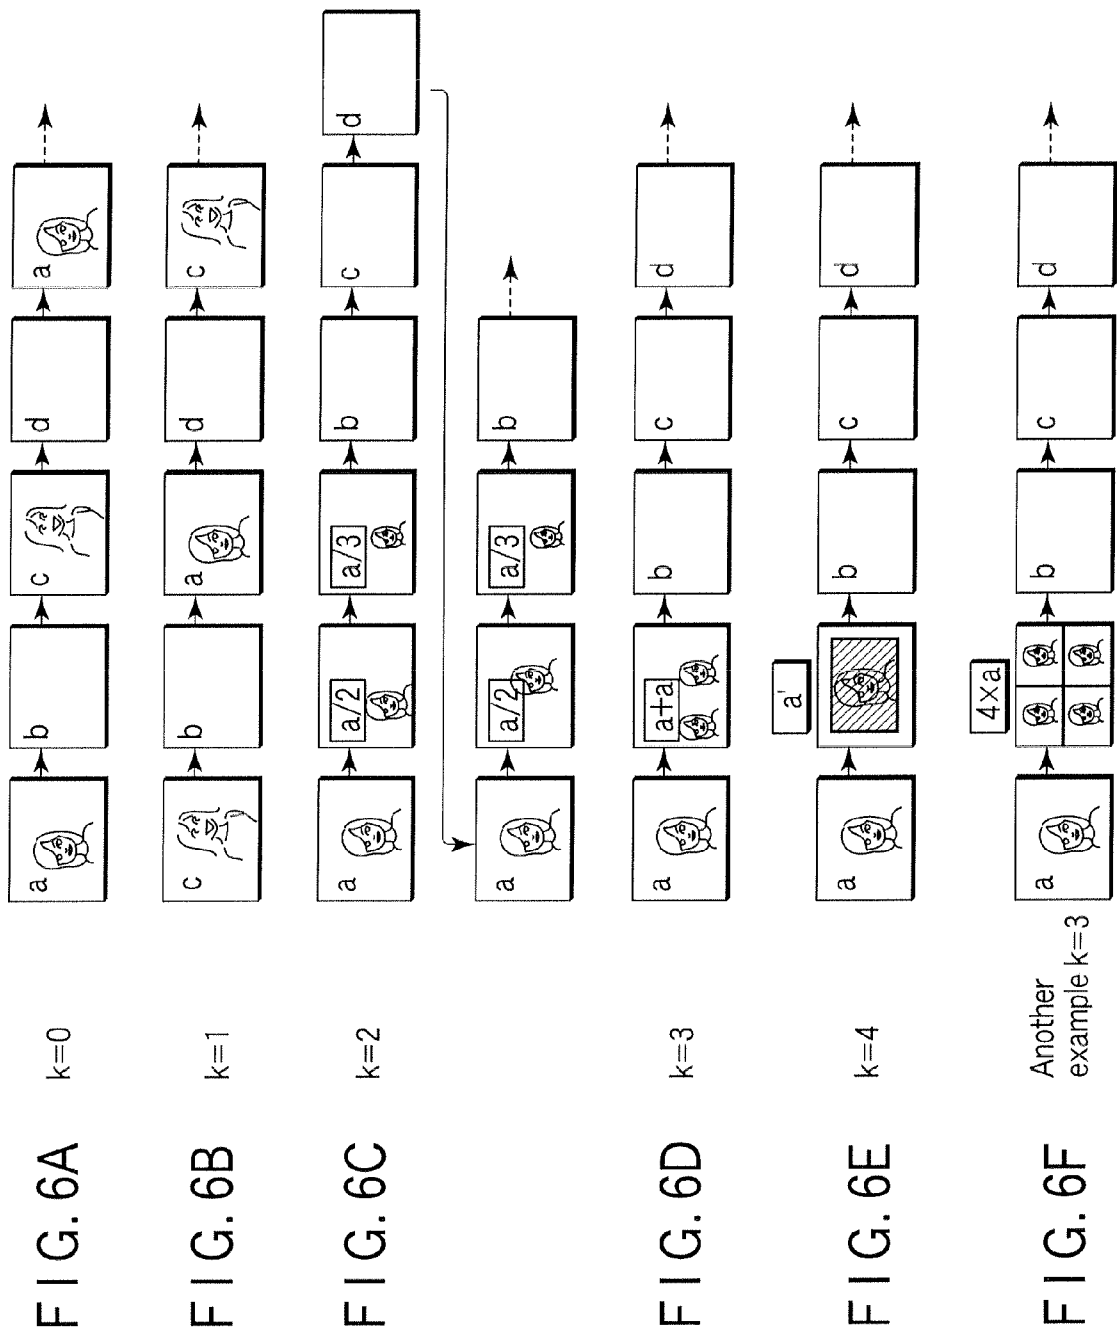 FIG. 6A
k=0
a
b
c
d
a
FIG. 6B
k=1
c
b
a
d
c
FIG. 6C
k=2
a
a/2
a/3
b
c
d
a
a/2
a/3
b
FIG. 6D
k=3
a
a+a
b
c
d
FIG. 6E
k=4
a
a'
b
c
d
FIG. 6F
Another
example k=3
a
4×a
b
c
d